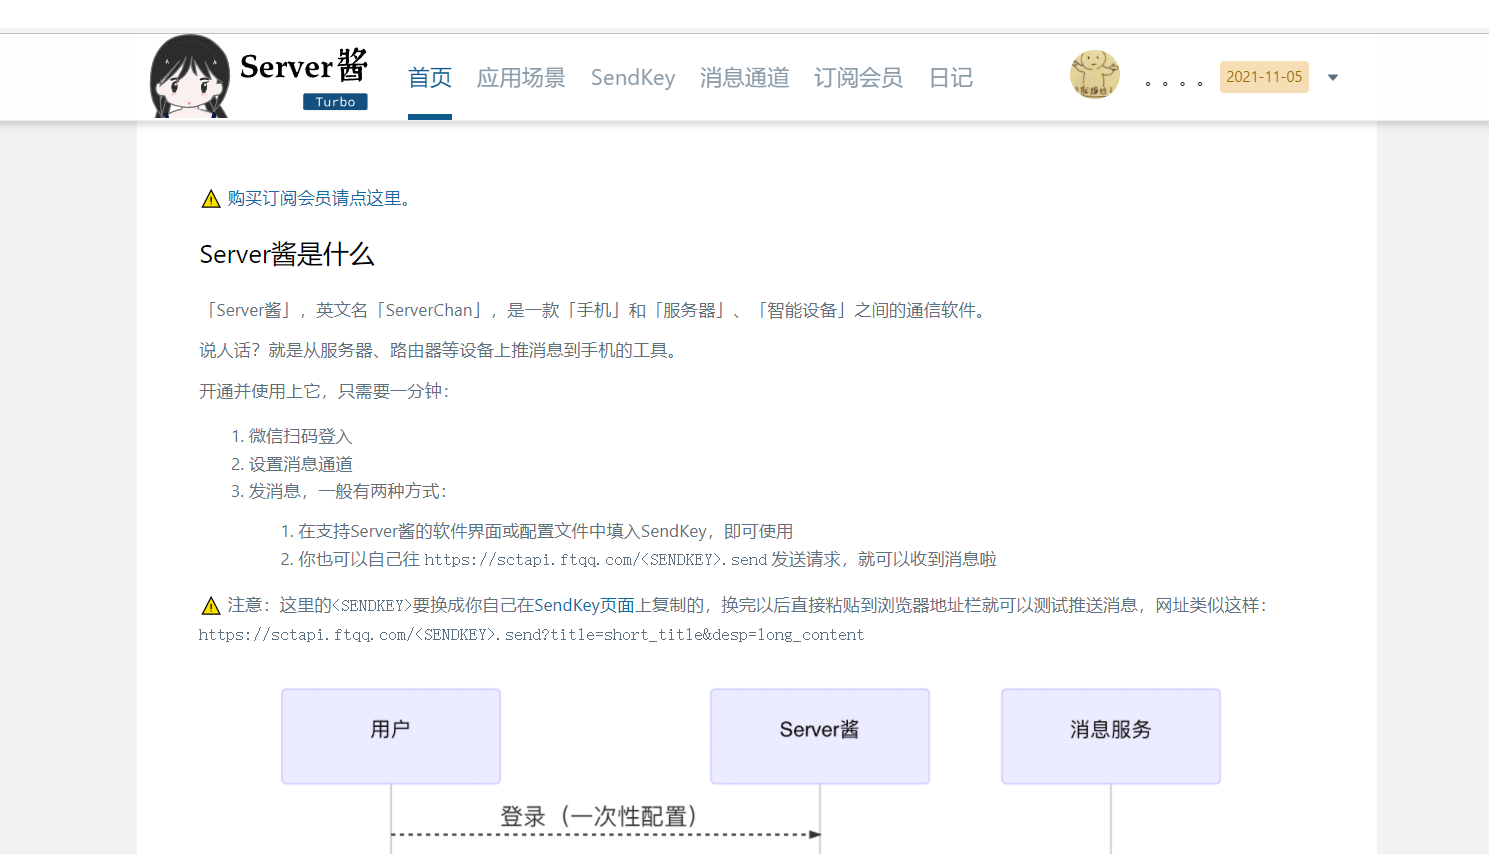 Server酱
Turbo
首页 应用场景 SendKey 消息通道 订阅会员 日记
。。。。 2021-11-05
购买订阅会员请点这里。
Server酱是什么
「Server酱」，英文名「ServerChan」，是一款「手机」和「服务器」、「智能设备」之间的通信软件。
说人话？就是从服务器、路由器等设备上推消息到手机的工具。
开通并使用上它，只需要一分钟：
1. 微信扫码登入
2. 设置消息通道
3. 发消息，一般有两种方式：
1. 在支持Server酱的软件界面或配置文件中填入SendKey，即可使用
2. 你也可以自己往 https://sctapi.ftqq.com/<SENDKEY>.send 发送请求，就可以收到消息啦
注意：这里的<SENDKEY>要换成你自己在SendKey页面上复制的，换完以后直接粘贴到浏览器地址栏就可以测试推送消息，网址类似这样：
https://sctapi.ftqq.com/<SENDKEY>.send?title=short_title&desp=long_content
用户 Server酱 消息服务
登录（一次性配置）